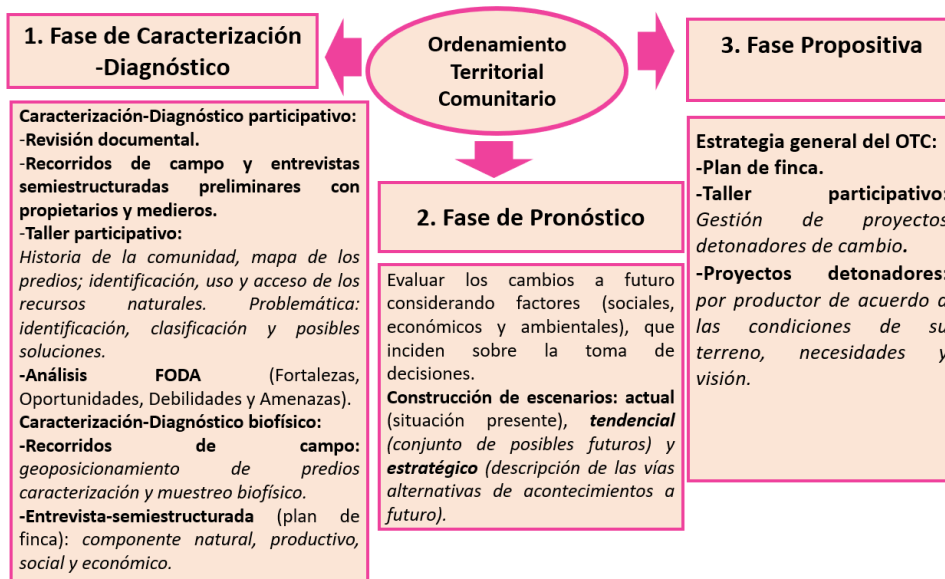 Ordenamiento
Territorial
Comunitario
1. Fase de Caracterización
-Diagnóstico
Caracterización-Diagnóstico participativo:
-Revisión documental.
-Recorridos de campo y entrevistas
semiestructuradas preliminares con
propietarios y medieros.
-Taller participativo:
Historia de la comunidad, mapa de los
predios; identificación, uso y acceso de los
recursos naturales. Problemática:
identificación, clasificación y posibles
soluciones.
-Análisis FODA (Fortalezas,
Oportunidades, Debilidades y Amenazas).
Caracterización-Diagnóstico biofísico:
-Recorridos de campo:
geoposicionamiento de predios
caracterización y muestreo biofísico.
-Entrevista-semiestructurada (plan de
finca): componente natural, productivo,
social y económico.
2. Fase de Pronóstico
Evaluar los cambios a futuro
considerando factores (sociales,
económicos y ambientales), que
inciden sobre la toma de
decisiones.
Construcción de escenarios: actual
(situación presente), tendencial
(conjunto de posibles futuros) y
estratégico (descripción de las vías
alternativas de acontecimientos a
futuro).
3. Fase Propositiva
Estrategia general del OTC:
-Plan de finca.
-Taller participativo:
Gestión de proyectos
detonadores de cambio.
-Proyectos detonadores:
por productor de acuerdo a
las condiciones de su
terreno, necesidades y
visión.